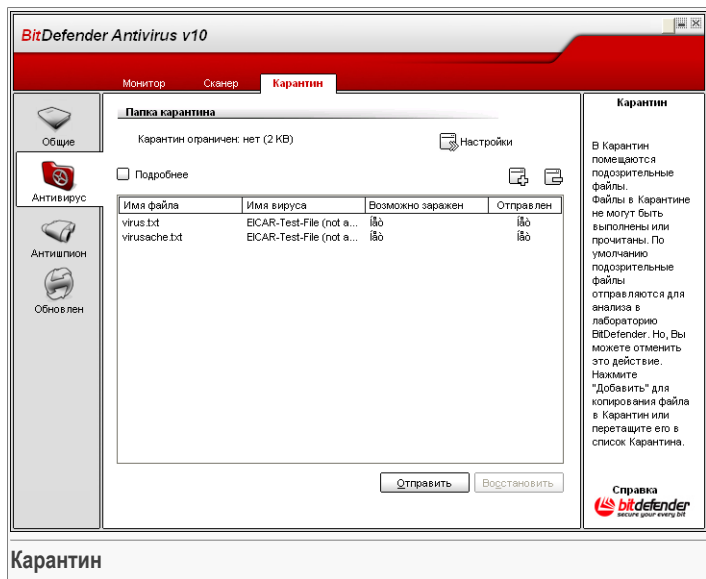 BitDefender Antivirus v10
Монитор Сканер Карантин
Общие
Антивирус
Антишпион
Обновлен
Папка карантина
Карантин ограничен: нет (2 KB)
Настройки
Подробнее
Имя файла Имя вируса Возможно заражен Отправлен
virus.txt EICAR-Test-File (not a... Íåò Íåò
virusache.txt EICAR-Test-File (not a... Íåò Íåò
Отправить Восстановить
Карантин
В Карантин
помещаются
подозрительные
файлы.
Файлы в Карантине
не могут быть
выполнены или
прочитаны. По
умолчанию
подозрительные
файлы
отправляются для
анализа в
лабораторию
BitDefender. Но, Вы
можете отменить
это действие.
Нажмите
"Добавить" для
копирования файла
в Карантин или
перетащите его в
список Карантина.
Справка
bitdefender
secure your every bit
Карантин